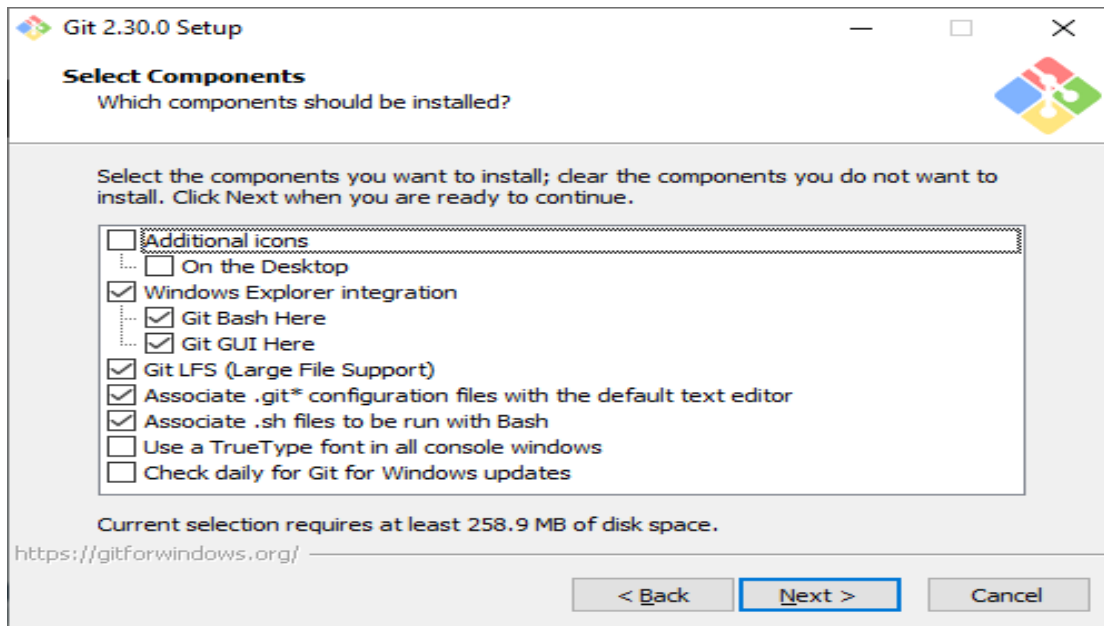 Git 2.30.0 Setup
Select Components
Which components should be installed?
Select the components you want to install; clear the components you do not want to
install. Click Next when you are ready to continue.
Additional icons
On the Desktop
Windows Explorer integration
Git Bash Here
Git GUI Here
Git LFS (Large File Support)
Associate .git* configuration files with the default text editor
Associate .sh files to be run with Bash
Use a TrueType font in all console windows
Check daily for Git for Windows updates
Current selection requires at least 258.9 MB of disk space.
https://gitforwindows.org/
< Back
Next >
Cancel